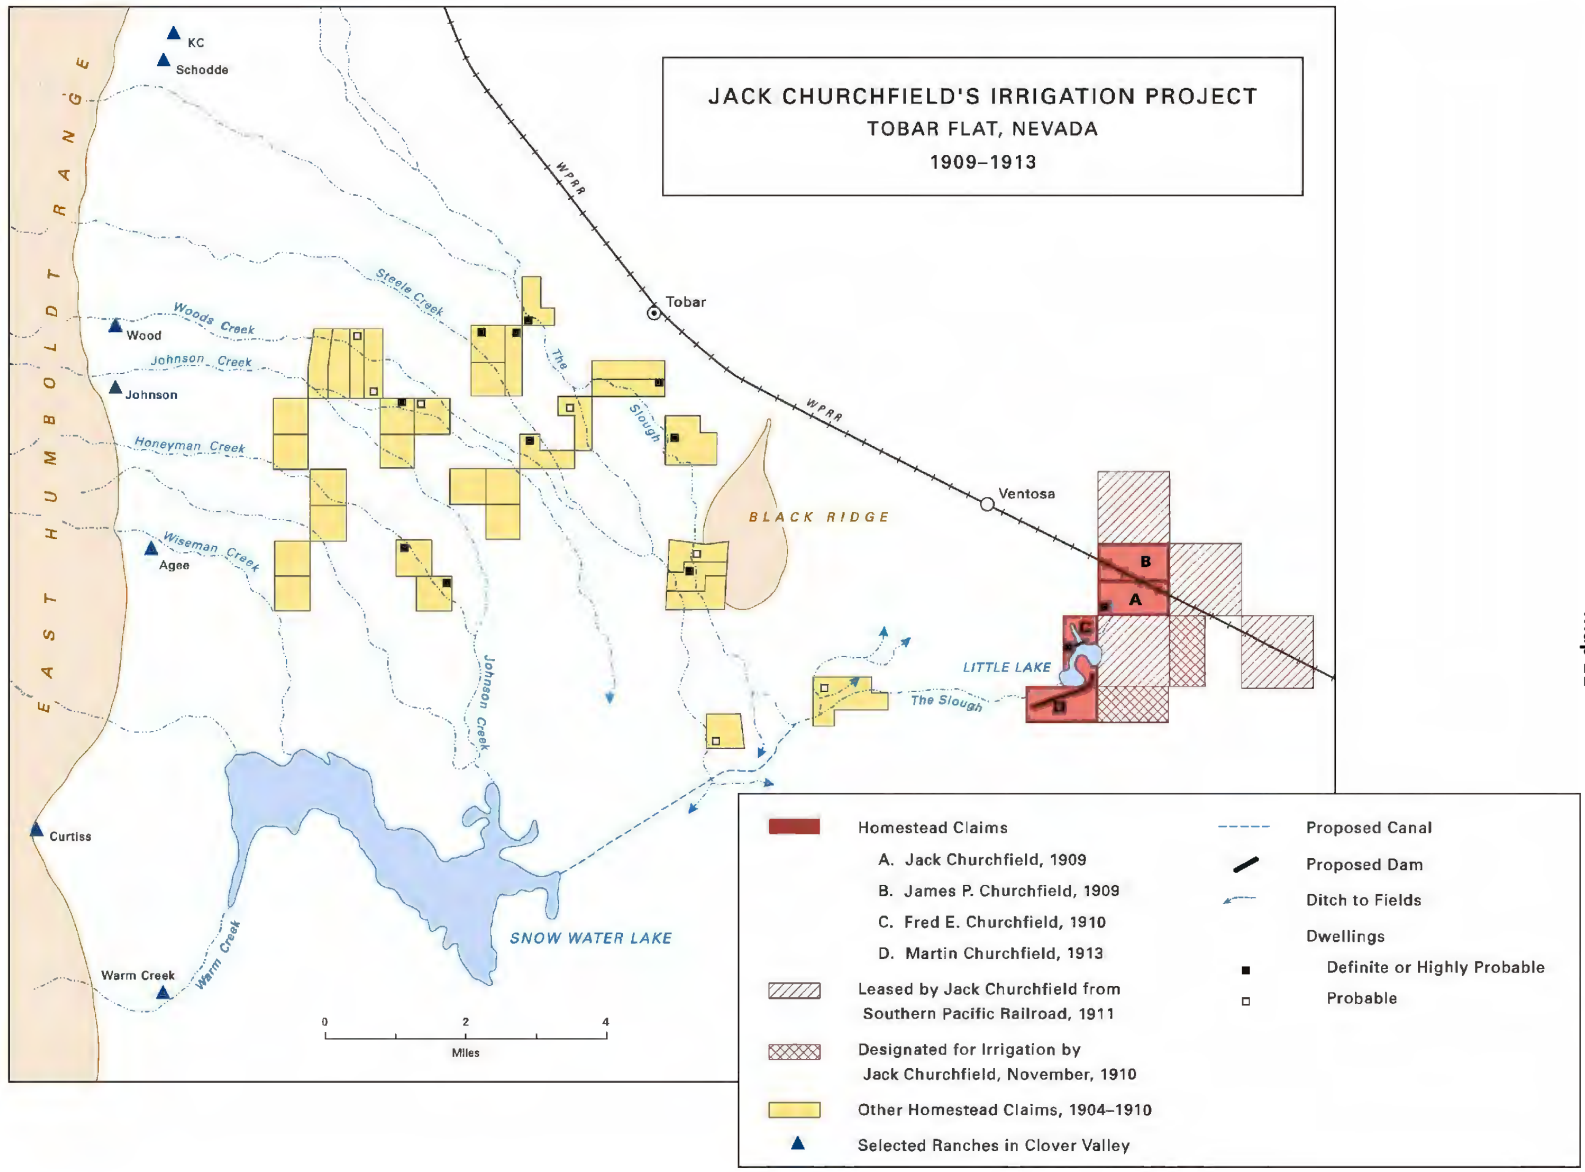 KC
Schodde
JACK CHURCHFIELD'S IRRIGATION PROJECT
TOBAR FLAT, NEVADA
1909–1913
WPRR
EAST HUMBOLDT RANGE
Steele Creek
Woods Creek
Wood
Tobar
Johnson Creek
The
Johnson
Slough
WPRR
Honeyman Creek
Ventosa
BLACK RIDGE
Wiseman Creek
Agee
B
A
C
LITTLE LAKE
Johnson Creek
The Slough
D
Curtiss
SNOW WATER LAKE
Warm Creek
Warm Creek
0 2 4
Miles
Homestead Claims
A. Jack Churchfield, 1909
B. James P. Churchfield, 1909
C. Fred E. Churchfield, 1910
D. Martin Churchfield, 1913
Leased by Jack Churchfield from
Southern Pacific Railroad, 1911
Designated for Irrigation by
Jack Churchfield, November, 1910
Other Homestead Claims, 1904–1910
Selected Ranches in Clover Valley
Proposed Canal
Proposed Dam
Ditch to Fields
Dwellings
Definite or Highly Probable
Probable